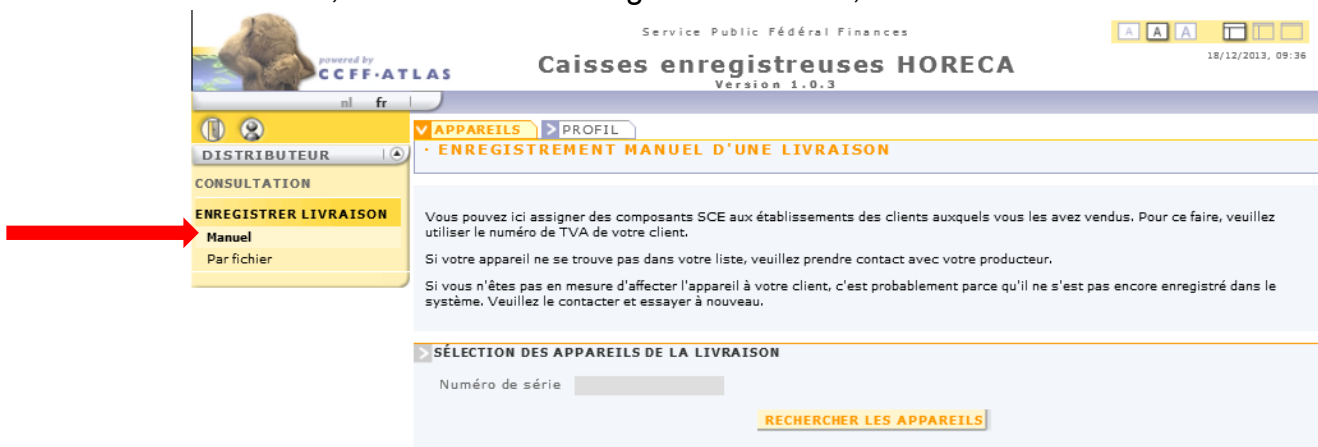 Service Public Fédéral Finances
A A A
powered by
CCFF·ATLAS
Caisses enregistreuses HORECA
18/12/2013, 09:36
Version 1.0.3
nl fr
APPAREILS PROFIL
DISTRIBUTEUR
· ENREGISTREMENT MANUEL D'UNE LIVRAISON
CONSULTATION
ENREGISTRER LIVRAISON
Manuel
Par fichier
Vous pouvez ici assigner des composants SCE aux établissements des clients auxquels vous les avez vendus. Pour ce faire, veuillez
utiliser le numéro de TVA de votre client.
Si votre appareil ne se trouve pas dans votre liste, veuillez prendre contact avec votre producteur.
Si vous n'êtes pas en mesure d'affecter l'appareil à votre client, c'est probablement parce qu'il ne s'est pas encore enregistré dans le
système. Veuillez le contacter et essayer à nouveau.
SÉLECTION DES APPAREILS DE LA LIVRAISON
Numéro de série
RECHERCHER LES APPAREILS